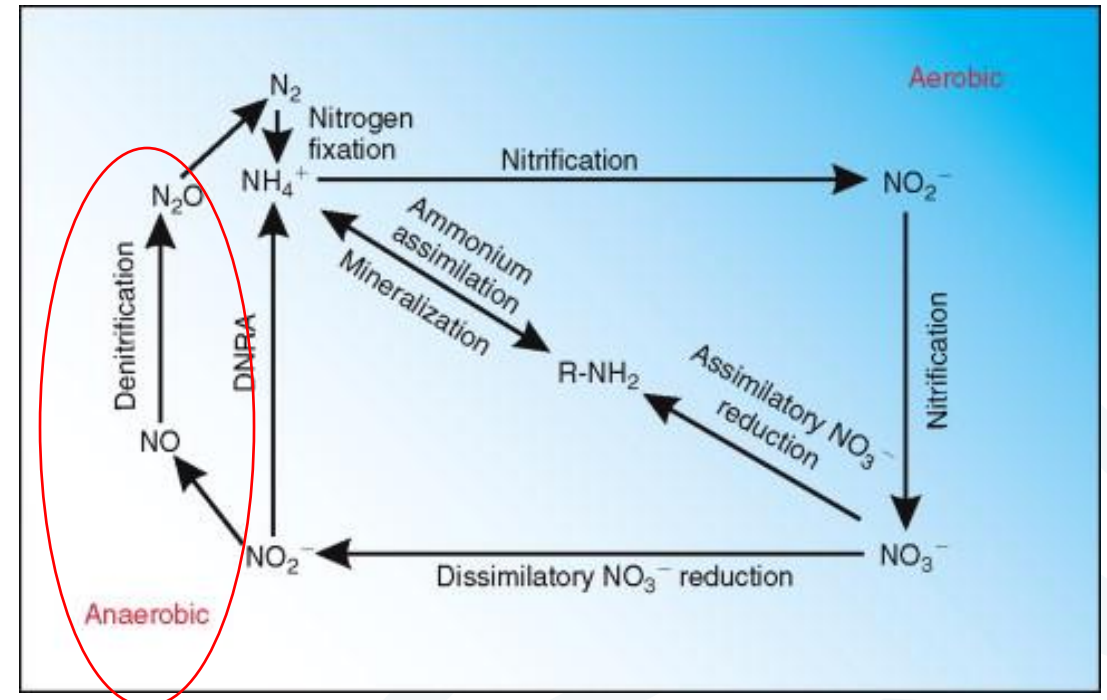 Aerobic
N₂
Nitrogen
fixation
Nitrification
N₂O
NH₄⁺
NO₂⁻
Ammonium
assimilation
Mineralization
Denitrification
DNRA
R-NH₂
Assimilatory NO₃⁻
reduction
Nitrification
NO
NO₂⁻
Dissimilatory NO₃⁻ reduction
NO₃⁻
Anaerobic